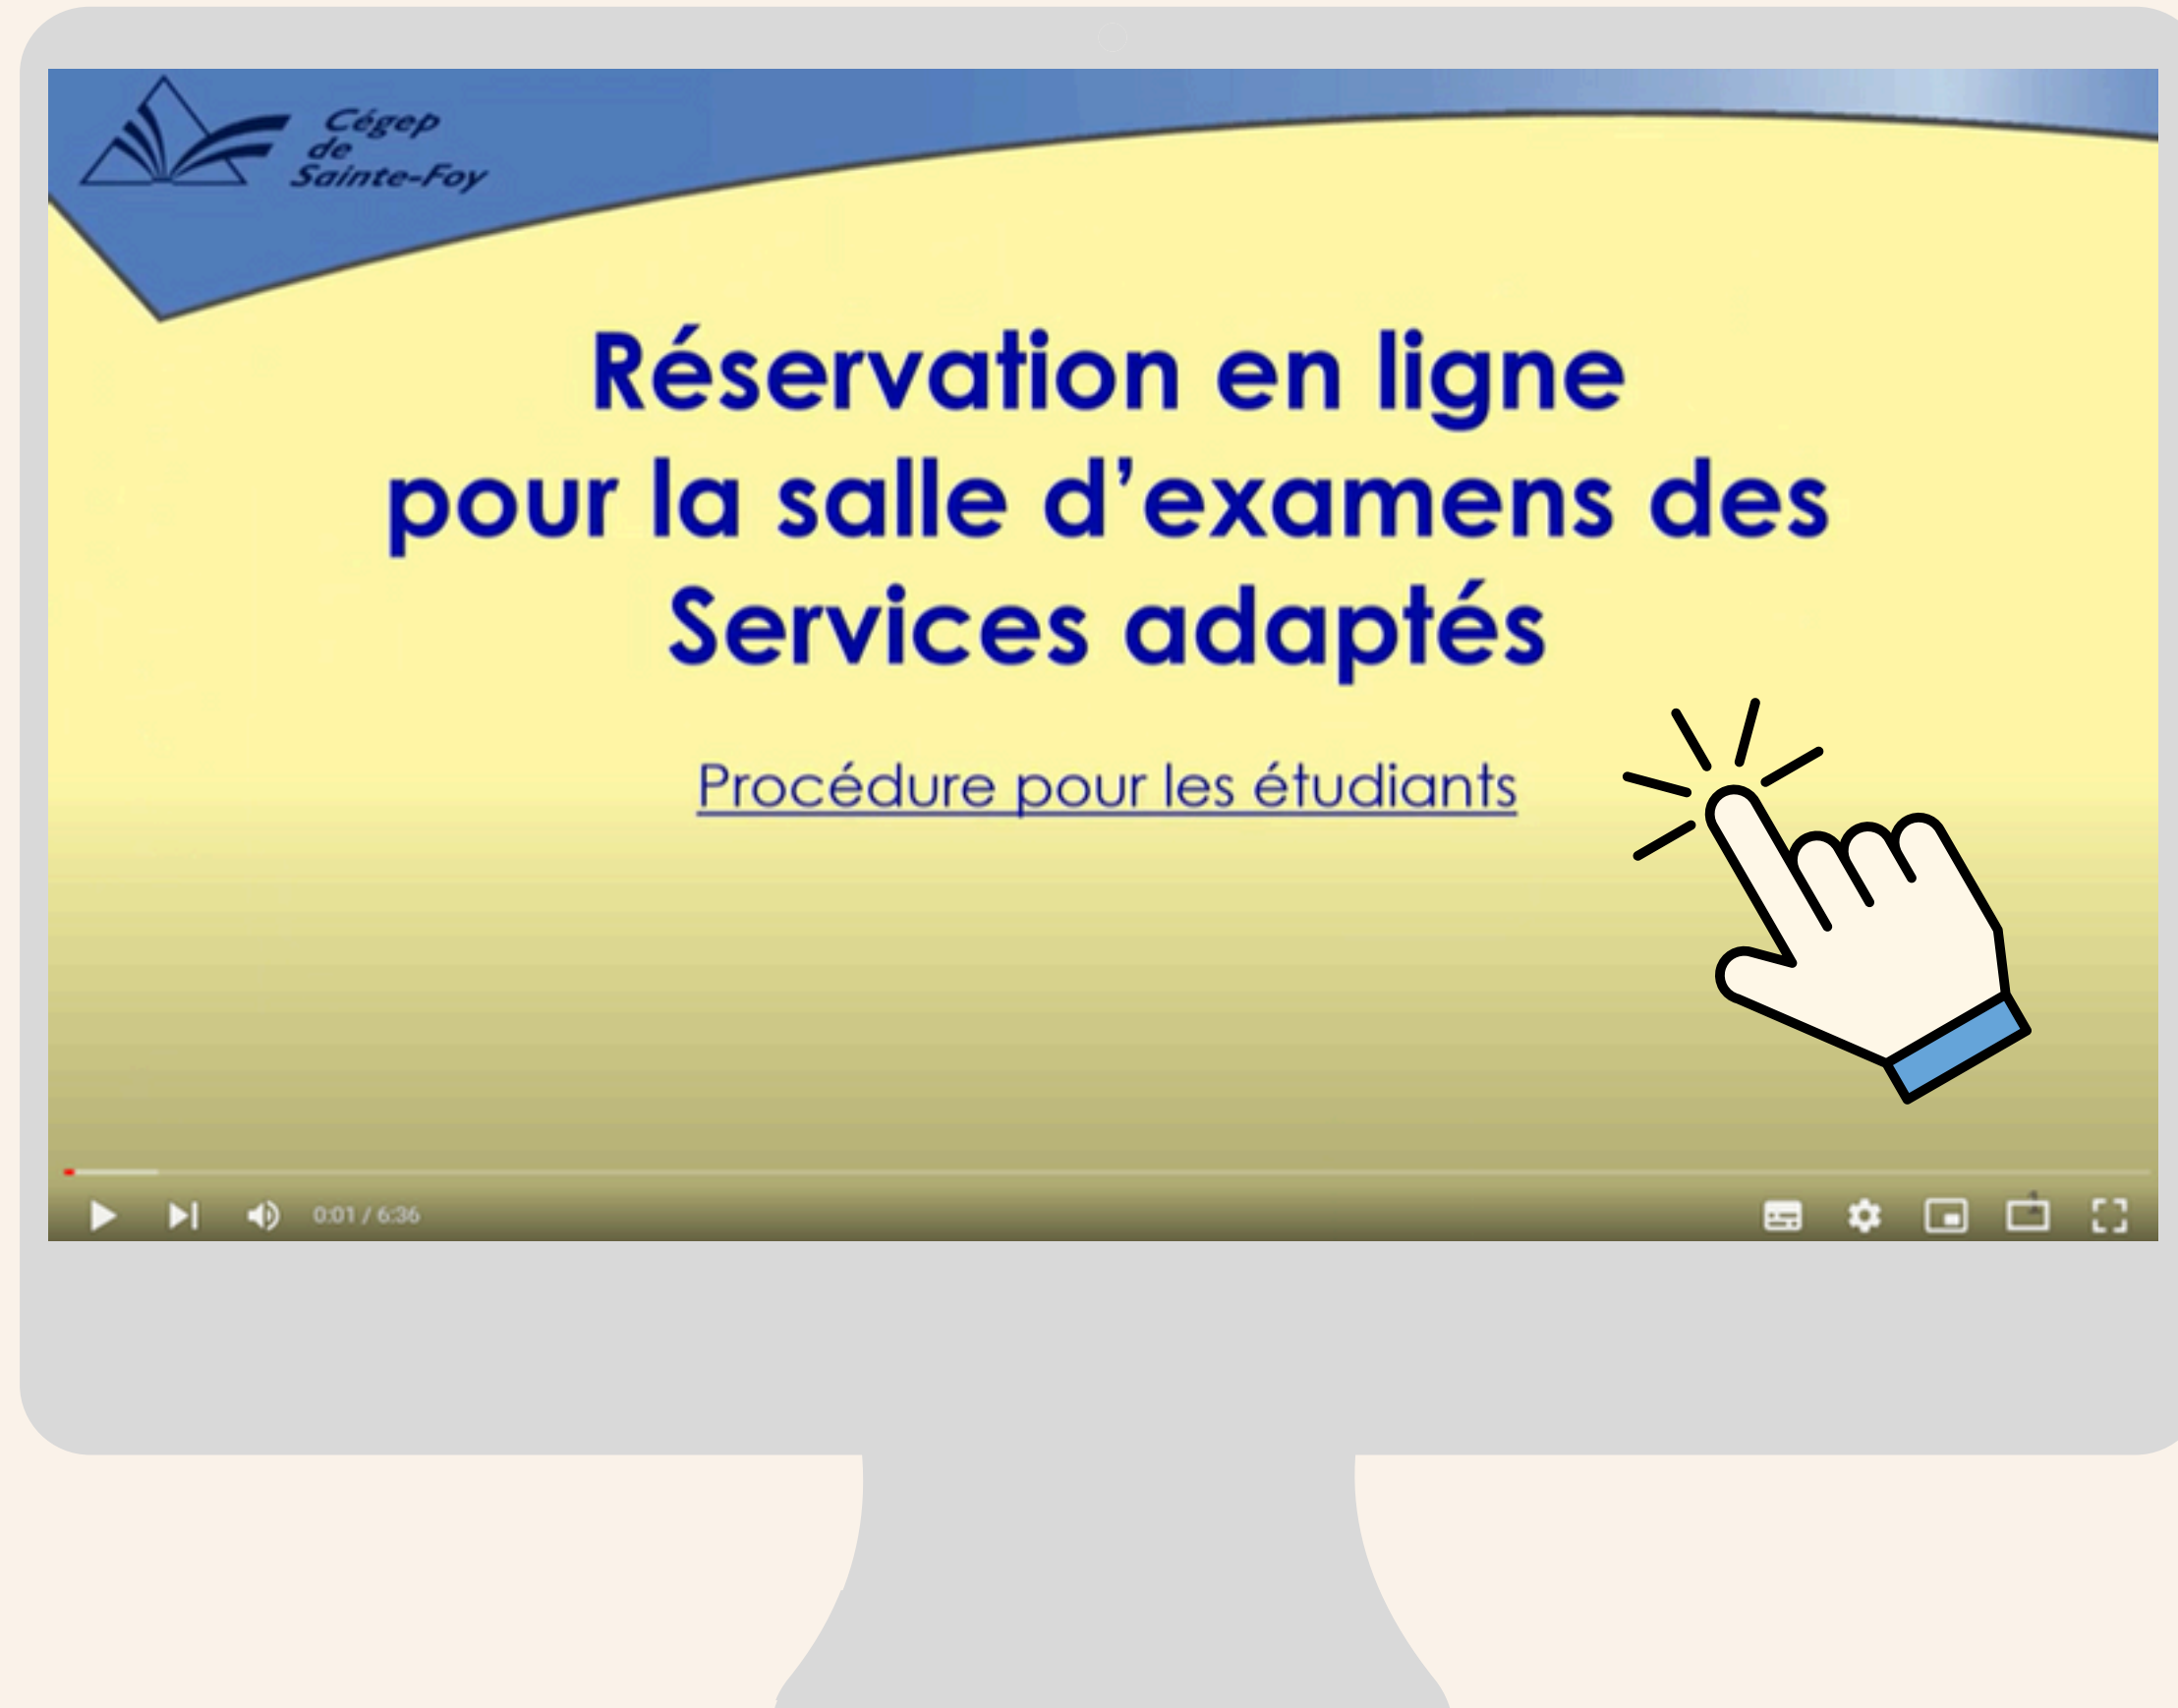 Cégep
de
Sainte-Foy
Réservation en ligne
pour la salle d’examens des
Services adaptés
Procédure pour les étudiants
0:01 / 6:36